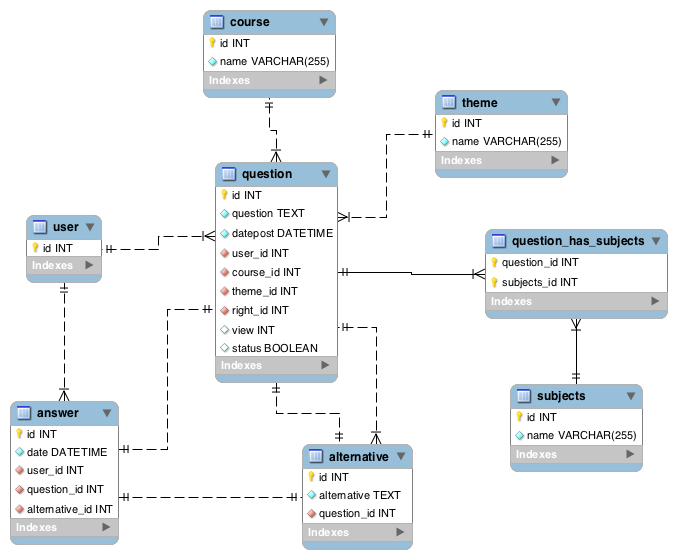 course
id INT
name VARCHAR(255)
Indexes
theme
id INT
name VARCHAR(255)
Indexes
question
id INT
question TEXT
datepost DATETIME
user_id INT
course_id INT
theme_id INT
right_id INT
view INT
status BOOLEAN
Indexes
user
id INT
Indexes
question_has_subjects
question_id INT
subjects_id INT
Indexes
subjects
id INT
name VARCHAR(255)
Indexes
answer
id INT
date DATETIME
user_id INT
question_id INT
alternative_id INT
Indexes
alternative
id INT
alternative TEXT
question_id INT
Indexes